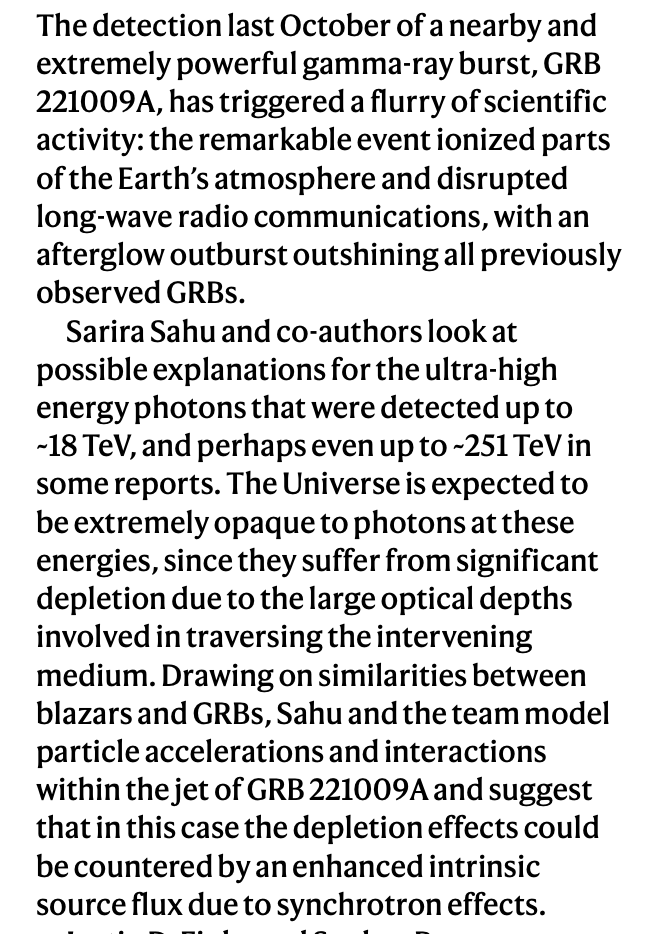 The detection last October of a nearby and
extremely powerful gamma-ray burst, GRB
221009A, has triggered a flurry of scientific
activity: the remarkable event ionized parts
of the Earth's atmosphere and disrupted
long-wave radio communications, with an
afterglow outburst outshining all previously
observed GRBs.
Sarira Sahu and co-authors look at
possible explanations for the ultra-high
energy photons that were detected up to
~18 TeV, and perhaps even up to ~251 TeV in
some reports. The Universe is expected to
be extremely opaque to photons at these
energies, since they suffer from significant
depletion due to the large optical depths
involved in traversing the intervening
medium. Drawing on similarities between
blazars and GRBs, Sahu and the team model
particle accelerations and interactions
within the jet of GRB 221009A and suggest
that in this case the depletion effects could
be countered by an enhanced intrinsic
source flux due to synchrotron effects.